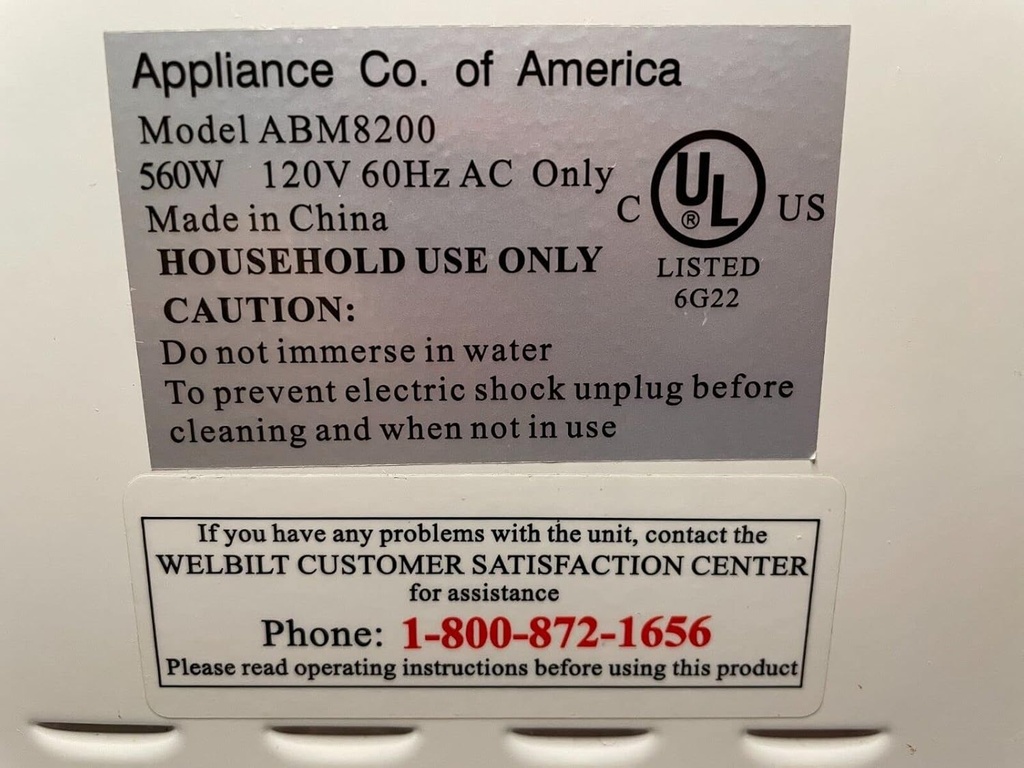 Appliance Co. of America
Model ABM8200
560W 120V 60Hz AC Only
Made in China
HOUSEHOLD USE ONLY
CAUTION:
Do not immerse in water
To prevent electric shock unplug before
cleaning and when not in use
C UL ® US
LISTED
6G22
If you have any problems with the unit, contact the
WELBILT CUSTOMER SATISFACTION CENTER
for assistance
Phone: 1-800-872-1656
Please read operating instructions before using this product